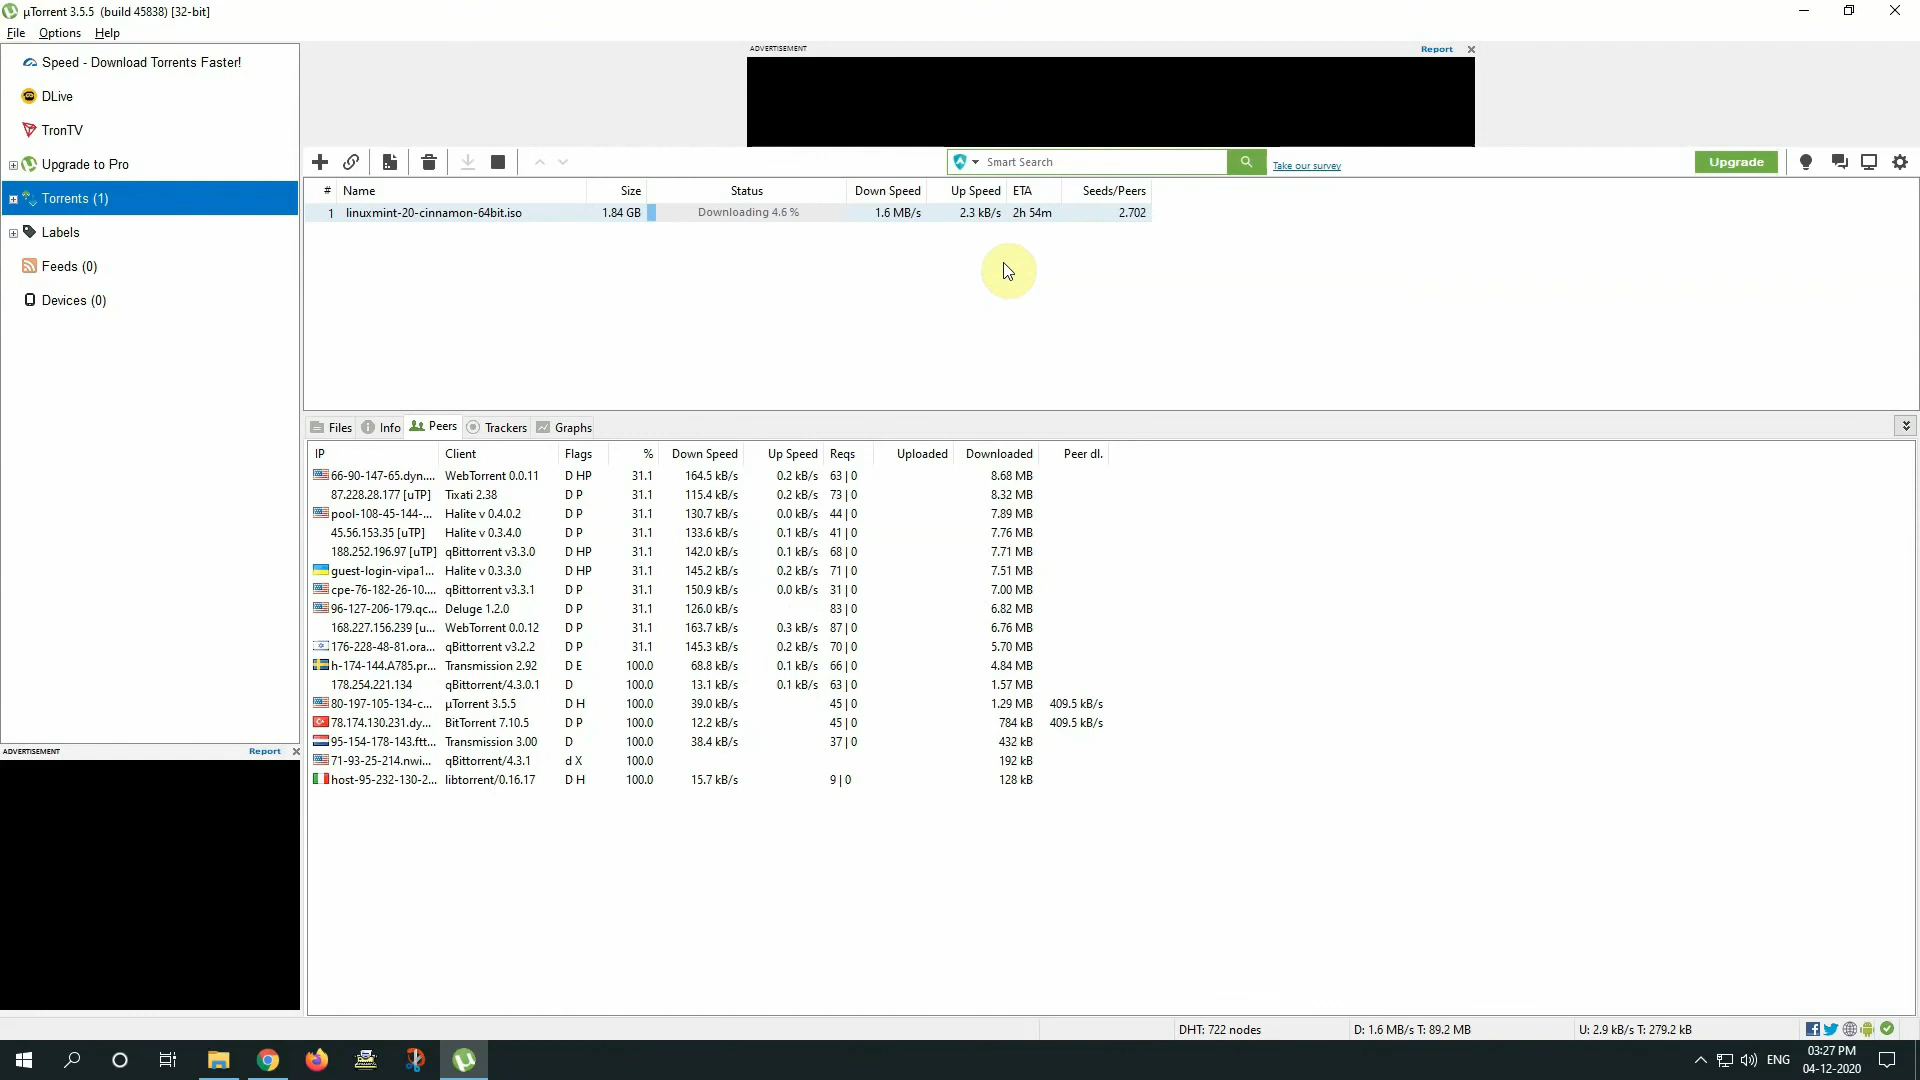 µTorrent 3.5.5 (build 45838) [32-bit]
File Options Help
ADVERTISEMENT Report
Speed - Download Torrents Faster!
DLive
TronTV
Upgrade to Pro
Torrents (1)
Labels
Feeds (0)
Devices (0)
Smart Search
Take our survey
Upgrade
# Name Size Status Down Speed Up Speed ETA Seeds/Peers
1 linuxmint-20-cinnamon-64bit.iso 1.84 GB Downloading 4.6 % 1.6 MB/s 2.3 kB/s 2h 54m 2.702
Files Info Peers Trackers Graphs
IP Client Flags % Down Speed Up Speed Reqs Uploaded Downloaded Peer dl.
66-90-147-65.dyn.... WebTorrent 0.0.11 D HP 31.1 164.5 kB/s 0.2 kB/s 63|0 8.68 MB
87.228.28.177 [uTP] Tixati 2.38 D P 31.1 115.4 kB/s 0.2 kB/s 73|0 8.32 MB
pool-108-45-144-... Halite v 0.4.0.2 D P 31.1 130.7 kB/s 0.0 kB/s 44|0 7.89 MB
45.56.153.35 [uTP] Halite v 0.3.4.0 D P 31.1 133.6 kB/s 0.1 kB/s 41|0 7.76 MB
188.252.196.97 [uTP] qBittorrent v3.3.0 D HP 31.1 142.0 kB/s 0.1 kB/s 68|0 7.71 MB
guest-login-vipa1... Halite v 0.3.3.0 D HP 31.1 145.2 kB/s 0.2 kB/s 71|0 7.51 MB
cpe-76-182-26-10.... qBittorrent v3.3.1 D P 31.1 150.9 kB/s 0.0 kB/s 31|0 7.00 MB
96-127-206-179.qc... Deluge 1.2.0 D P 31.1 126.0 kB/s 83|0 6.82 MB
168.227.156.239 [u... WebTorrent 0.0.12 D P 31.1 163.7 kB/s 0.3 kB/s 87|0 6.76 MB
176-228-48-81.ora... qBittorrent v3.2.2 D P 31.1 145.3 kB/s 0.2 kB/s 70|0 5.70 MB
h-174-144.A785.pr... Transmission 2.92 D E 100.0 68.8 kB/s 0.1 kB/s 66|0 4.84 MB
178.254.221.134 qBittorrent/4.3.0.1 D 100.0 13.1 kB/s 0.1 kB/s 63|0 1.57 MB
80-197-105-134-c... µTorrent 3.5.5 D H 100.0 39.0 kB/s 45|0 1.29 MB 409.5 kB/s
78.174.130.231.dy... BitTorrent 7.10.5 D P 100.0 12.2 kB/s 45|0 784 kB 409.5 kB/s
95-154-178-143.ftt... Transmission 3.00 D 100.0 38.4 kB/s 37|0 432 kB
71-93-25-214.nwi... qBittorrent/4.3.1 d X 100.0 192 kB
host-95-232-130-2... libtorrent/0.16.17 D H 100.0 15.7 kB/s 9|0 128 kB
ADVERTISEMENT Report
DHT: 722 nodes D: 1.6 MB/s T: 89.2 MB U: 2.9 kB/s T: 279.2 kB
ENG
03:27 PM
04-12-2020